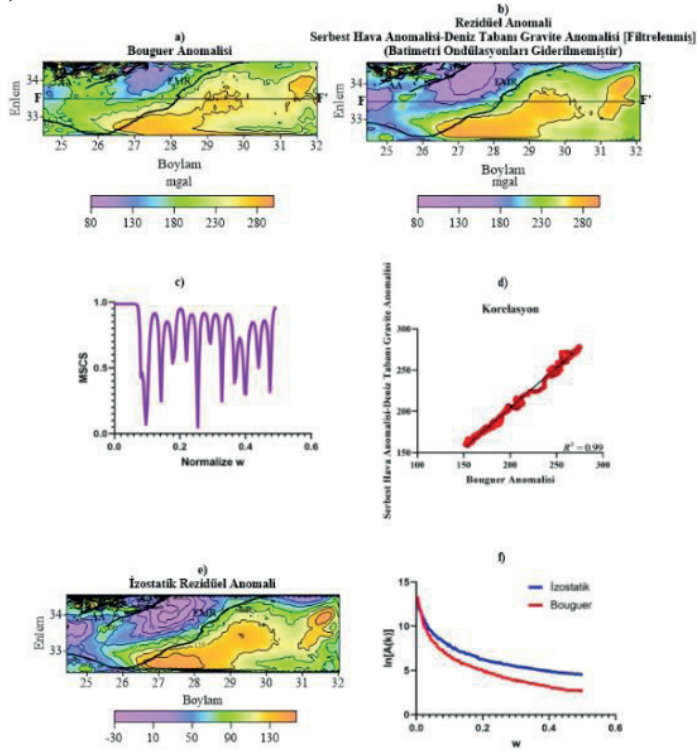 a)
Bouguer Anomalisi
b)
Rezidüel Anomali
Serbest Hava Anomalisi-Deniz Tabanı Gravite Anomalisi [Filtrelenmiş]
(Batimetri Ondülasyonları Giderilmemiştir)
Enlem
34
33
F
F'
AA
EMR
25 26 27 28 29 30 31 32
Boylam
mgal
80 130 180 230 280
Enlem
34
33
F
F'
AA
EMR
25 26 27 28 29 30 31 32
Boylam
mgal
80 130 180 230 280
c)
MSCS
1.0
0.5
0.0
0.0 0.2 0.4 0.6
Normalize w
d)
Korelasyon
Serbest Hava Anomalisi-Deniz Tabanı Gravite Anomalisi
300
250
200
150
100 150 200 250 300
R² = 0.99
Bouguer Anomalisi
e)
İzostatik Rezidüel Anomali
Enlem
34
33
AA
EMR
25 26 27 28 29 30 31 32
Boylam
-30 10 50 90 130
f)
ln[A(k)]
15
10
5
0
0.0 0.2 0.4 0.6
w
İzostatik
Bouguer